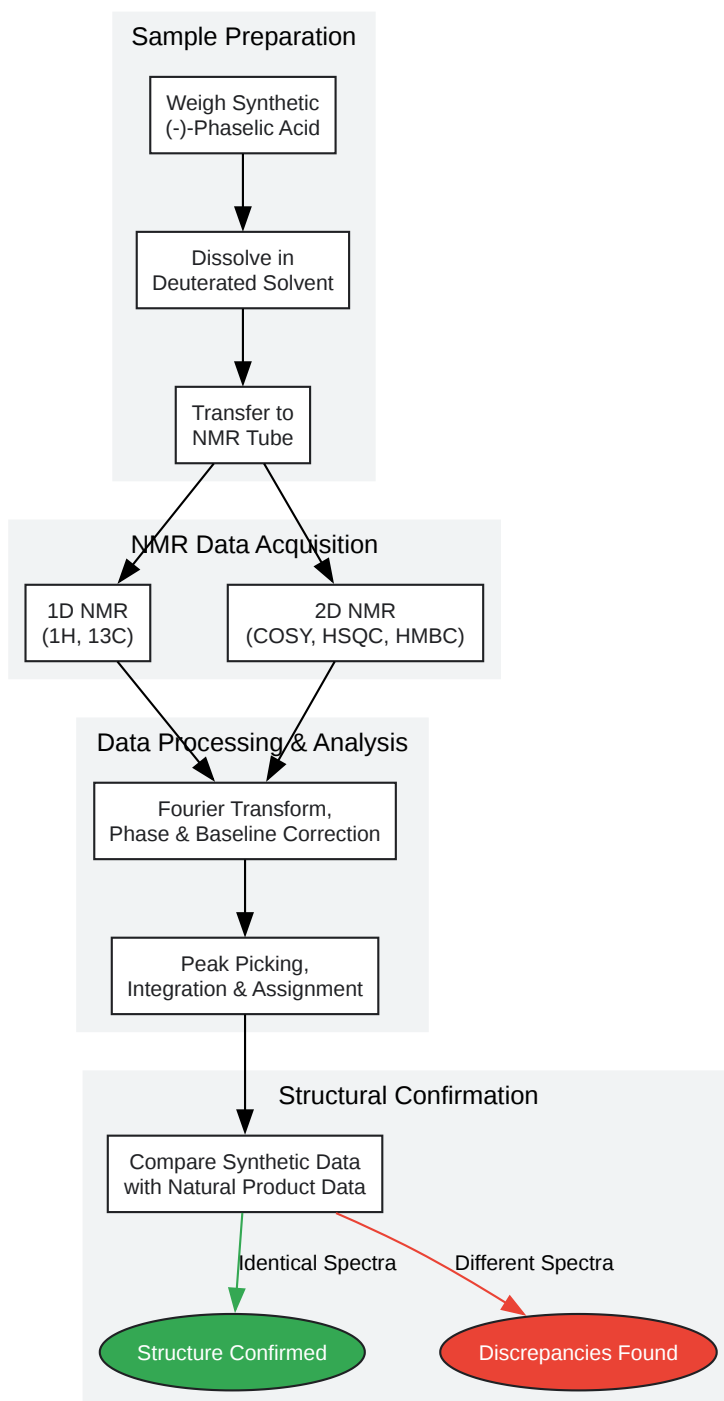 Sample Preparation
Weigh Synthetic
(-)-Phaselic Acid
Dissolve in
Deuterated Solvent
Transfer to
NMR Tube
NMR Data Acquisition
1D NMR
(1H, 13C)
2D NMR
(COSY, HSQC, HMBC)
Data Processing & Analysis
Fourier Transform,
Phase & Baseline Correction
Peak Picking,
Integration & Assignment
Structural Confirmation
Compare Synthetic Data
with Natural Product Data
Identical Spectra
Different Spectra
Structure Confirmed
Discrepancies Found